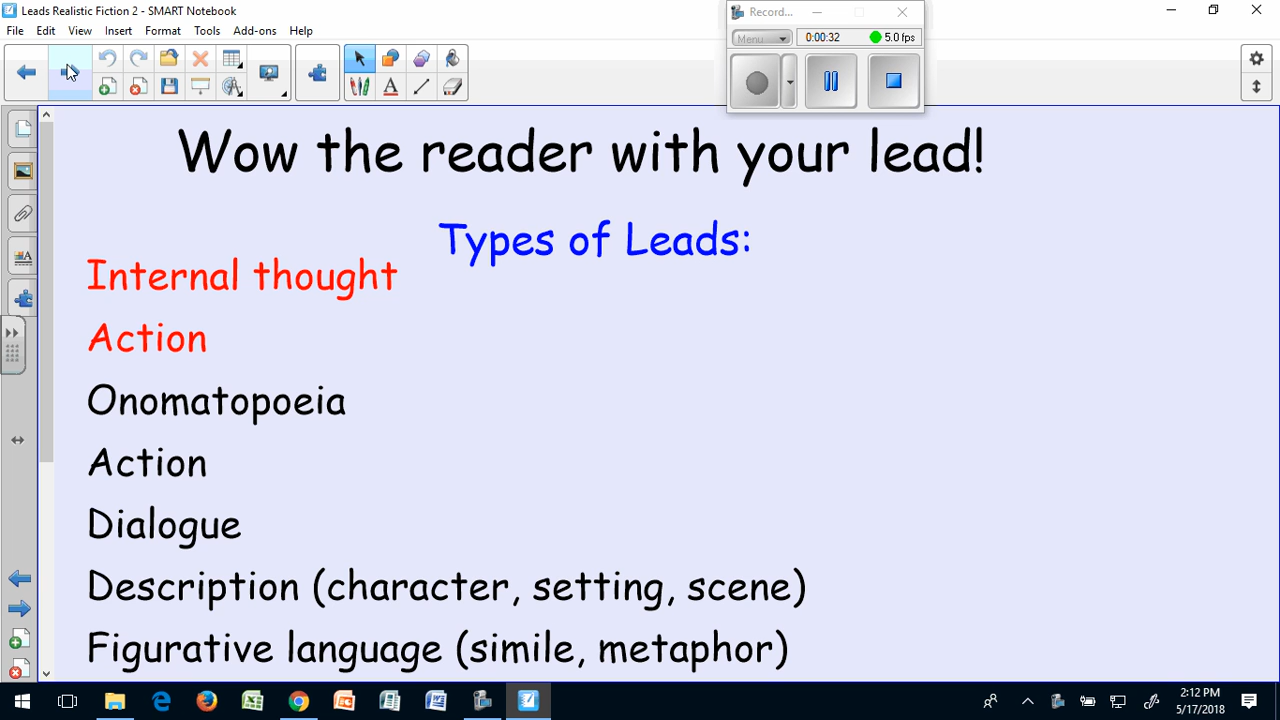 Leads Realistic Fiction 2 - SMART Notebook
Record...
File Edit View Insert Format Tools Add-ons Help
Menu 0:00:32 5.0 fps
Wow the reader with your lead!
Types of Leads:
Internal thought
Action
Onomatopoeia
Action
Dialogue
Description (character, setting, scene)
Figurative language (simile, metaphor)
2:12 PM
5/17/2018